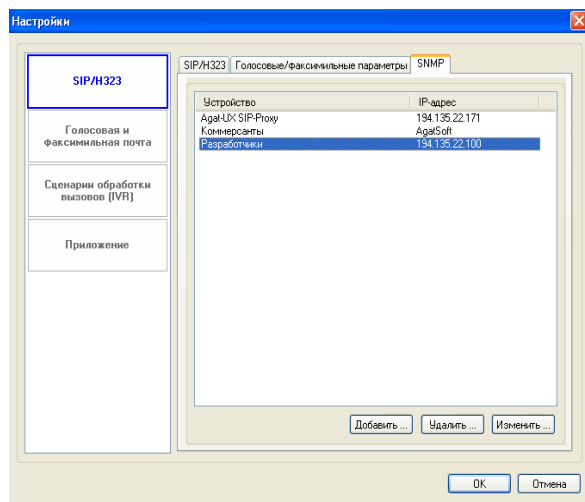 Настройки
SIP/H323
Голосовая и
факсимильная почта
Сценарии обработки
вызовов (IVR)
Приложение
SIP/H323 Голосовые/факсимильные параметры SNMP
Устройство IP-адрес
Agat-UX SIP-Proxy 194.135.22.171
Коммерсанты AgatSoft
Разработчики 194.135.22.100
Добавить ... Удалить ... Изменить ...
OK Отмена